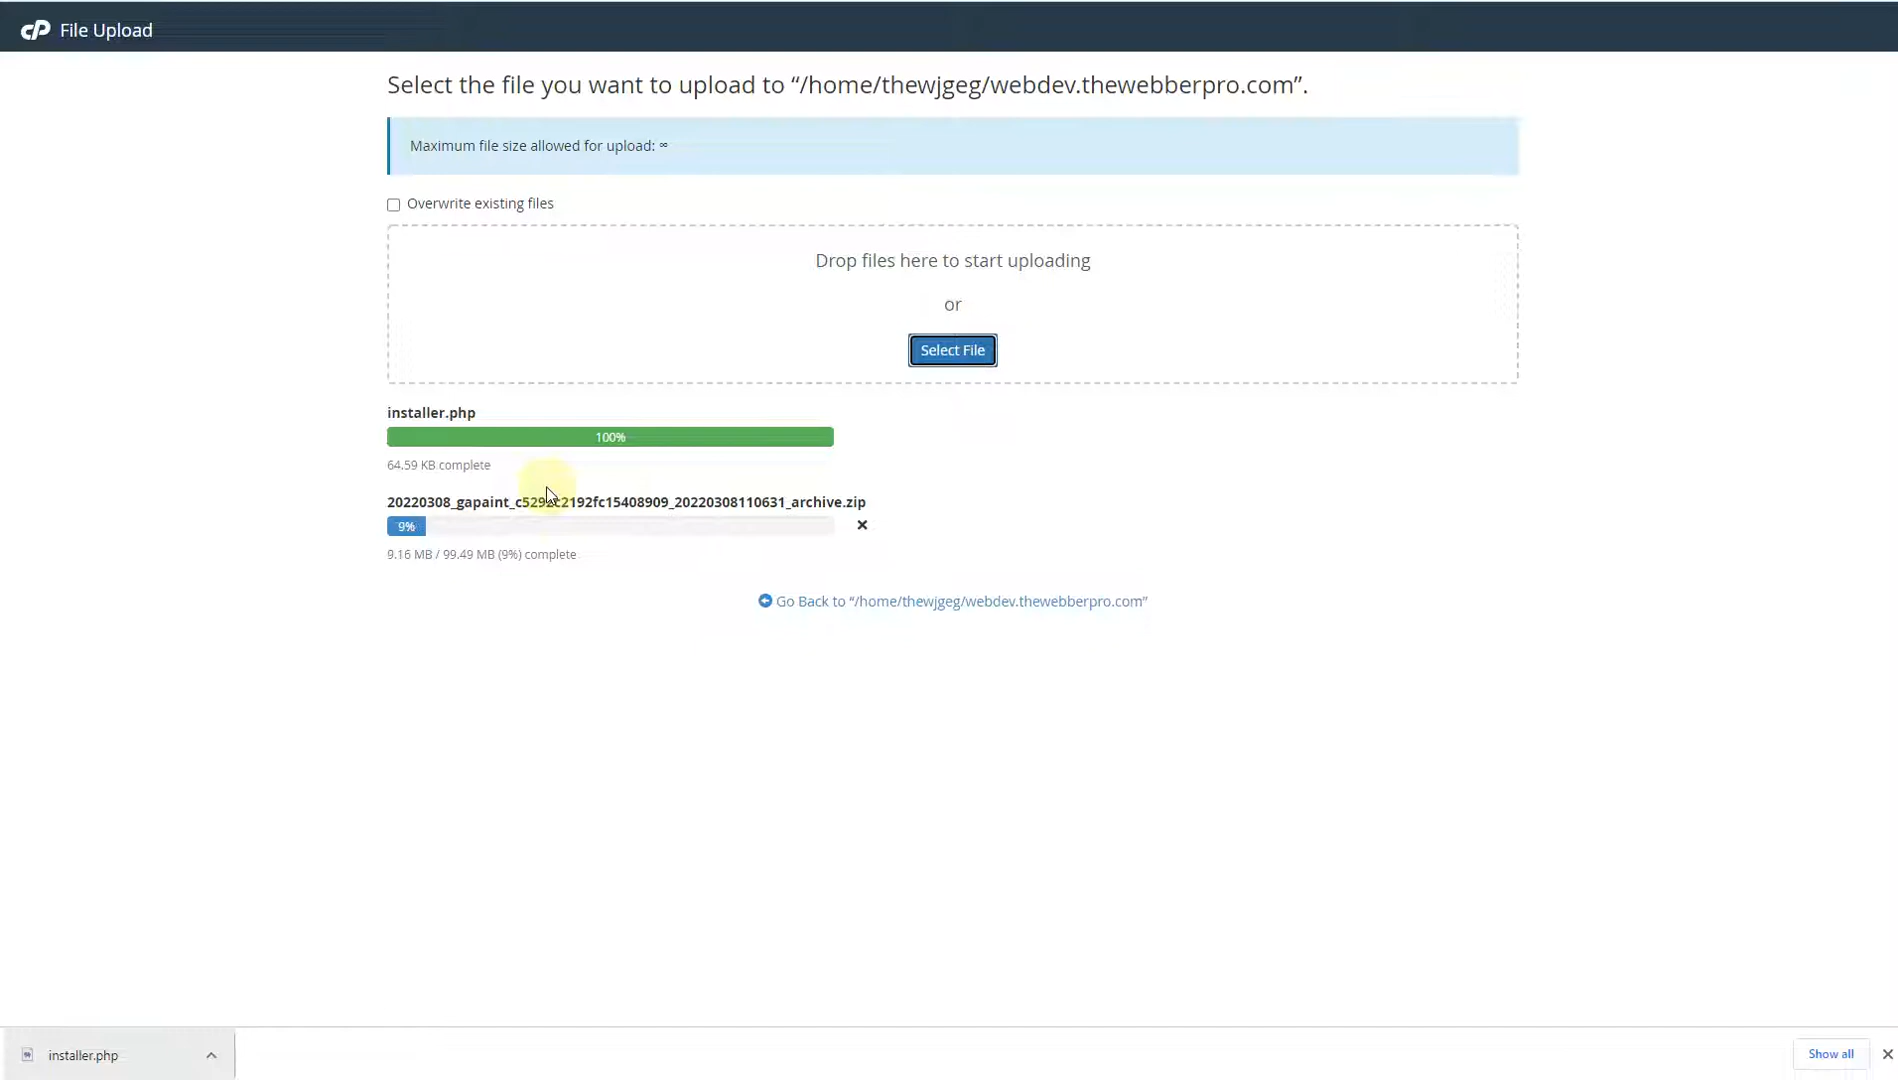 cP File Upload
Select the file you want to upload to “/home/thewjgeg/webdev.thewebberpro.com”.
Maximum file size allowed for upload: ∞
Overwrite existing files
Drop files here to start uploading
or
Select File
installer.php
100%
64.59 KB complete
20220308_gapaint_c5292c2192fc15408909_20220308110631_archive.zip
9%
9.16 MB / 99.49 MB (9%) complete
Go Back to “/home/thewjgeg/webdev.thewebberpro.com”
installer.php
Show all